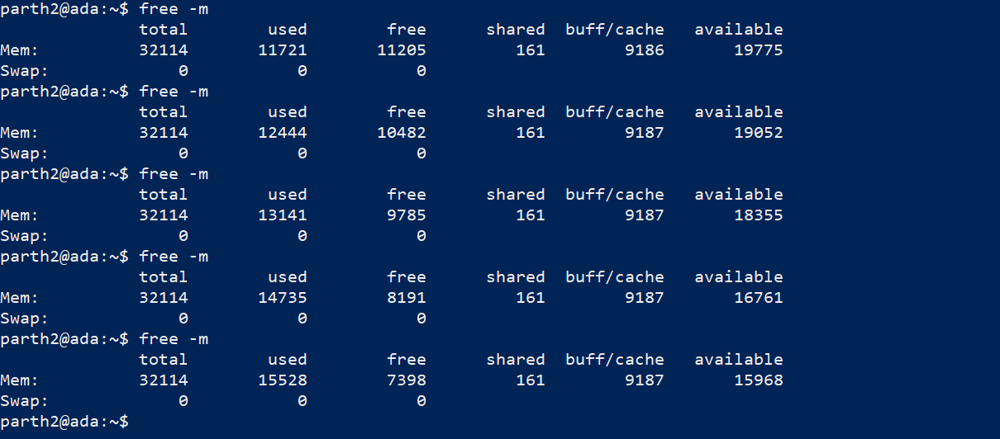 parth2@ada:~$ free -m
total used free shared buff/cache available
Mem: 32114 11721 11205 161 9186 19775
Swap: 0 0 0
parth2@ada:~$ free -m
total used free shared buff/cache available
Mem: 32114 12444 10482 161 9187 19052
Swap: 0 0 0
parth2@ada:~$ free -m
total used free shared buff/cache available
Mem: 32114 13141 9785 161 9187 18355
Swap: 0 0 0
parth2@ada:~$ free -m
total used free shared buff/cache available
Mem: 32114 14735 8191 161 9187 16761
Swap: 0 0 0
parth2@ada:~$ free -m
total used free shared buff/cache available
Mem: 32114 15528 7398 161 9187 15968
Swap: 0 0 0
parth2@ada:~$